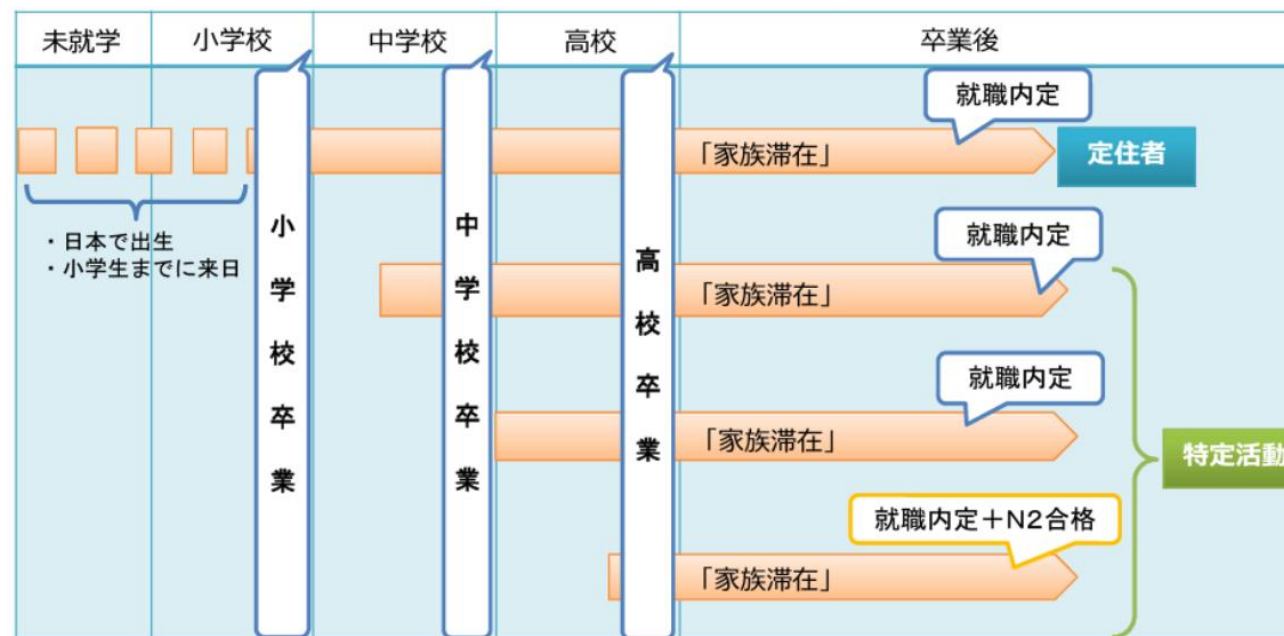 未就学
小学校
中学校
高校
卒業後
就職内定
「家族滞在」
定住者
・日本で出生
・小学生までに来日
小学校卒業
中学校卒業
高校卒業
就職内定
「家族滞在」
就職内定
「家族滞在」
特定活動
就職内定＋N2合格
「家族滞在」